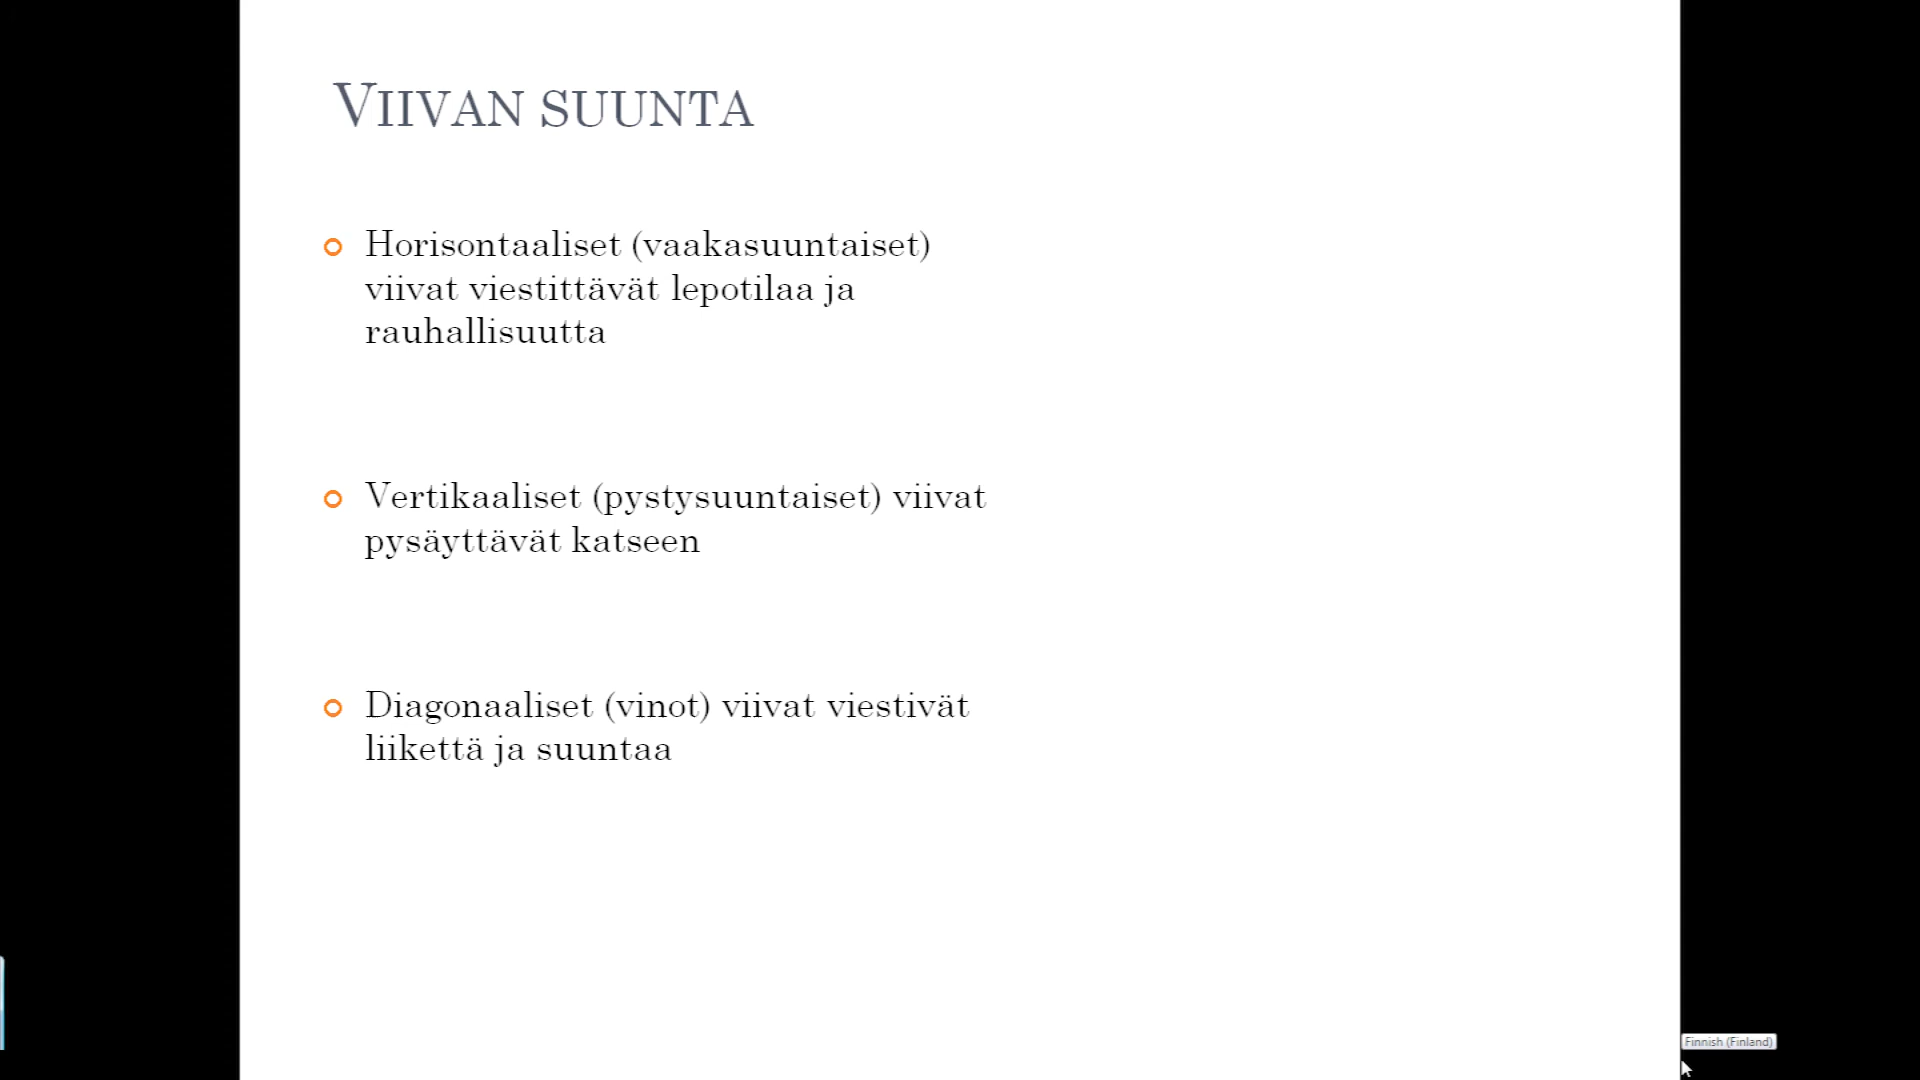 VIIVAN SUUNTA
Horisontaaliset (vaakasuuntaiset)
viivat viestittävät lepotilaa ja
rauhallisuutta
Vertikaaliset (pystysuuntaiset) viivat
pysäyttävät katseen
Diagonaaliset (vinot) viivat viestivät
liikettä ja suuntaa
Finnish (Finland)